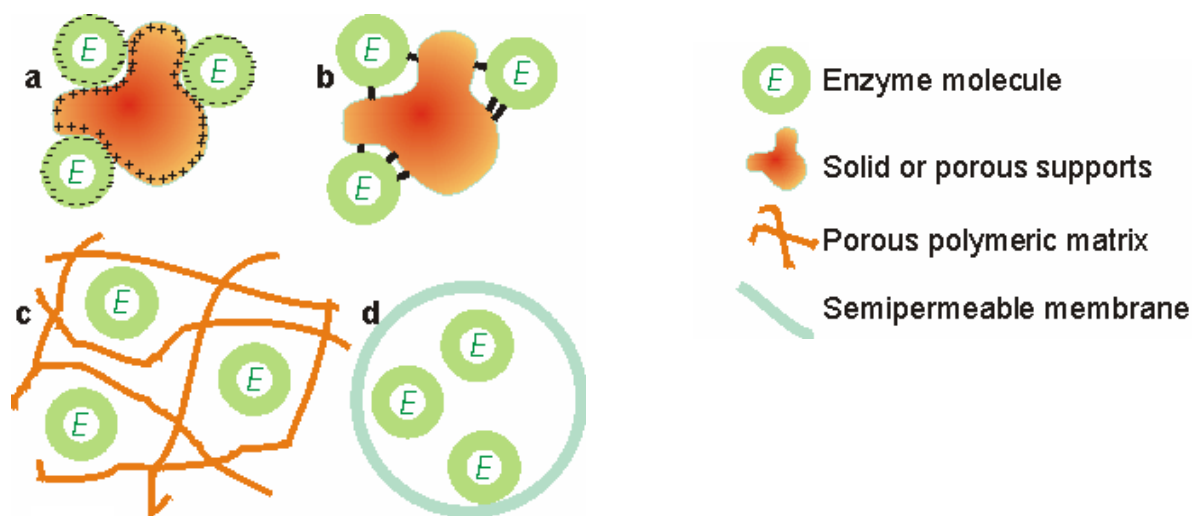 a
E
E
E
b
E
E
E
c
E
E
E
d
E
E
E
E Enzyme molecule
Solid or porous supports
Porous polymeric matrix
Semipermeable membrane